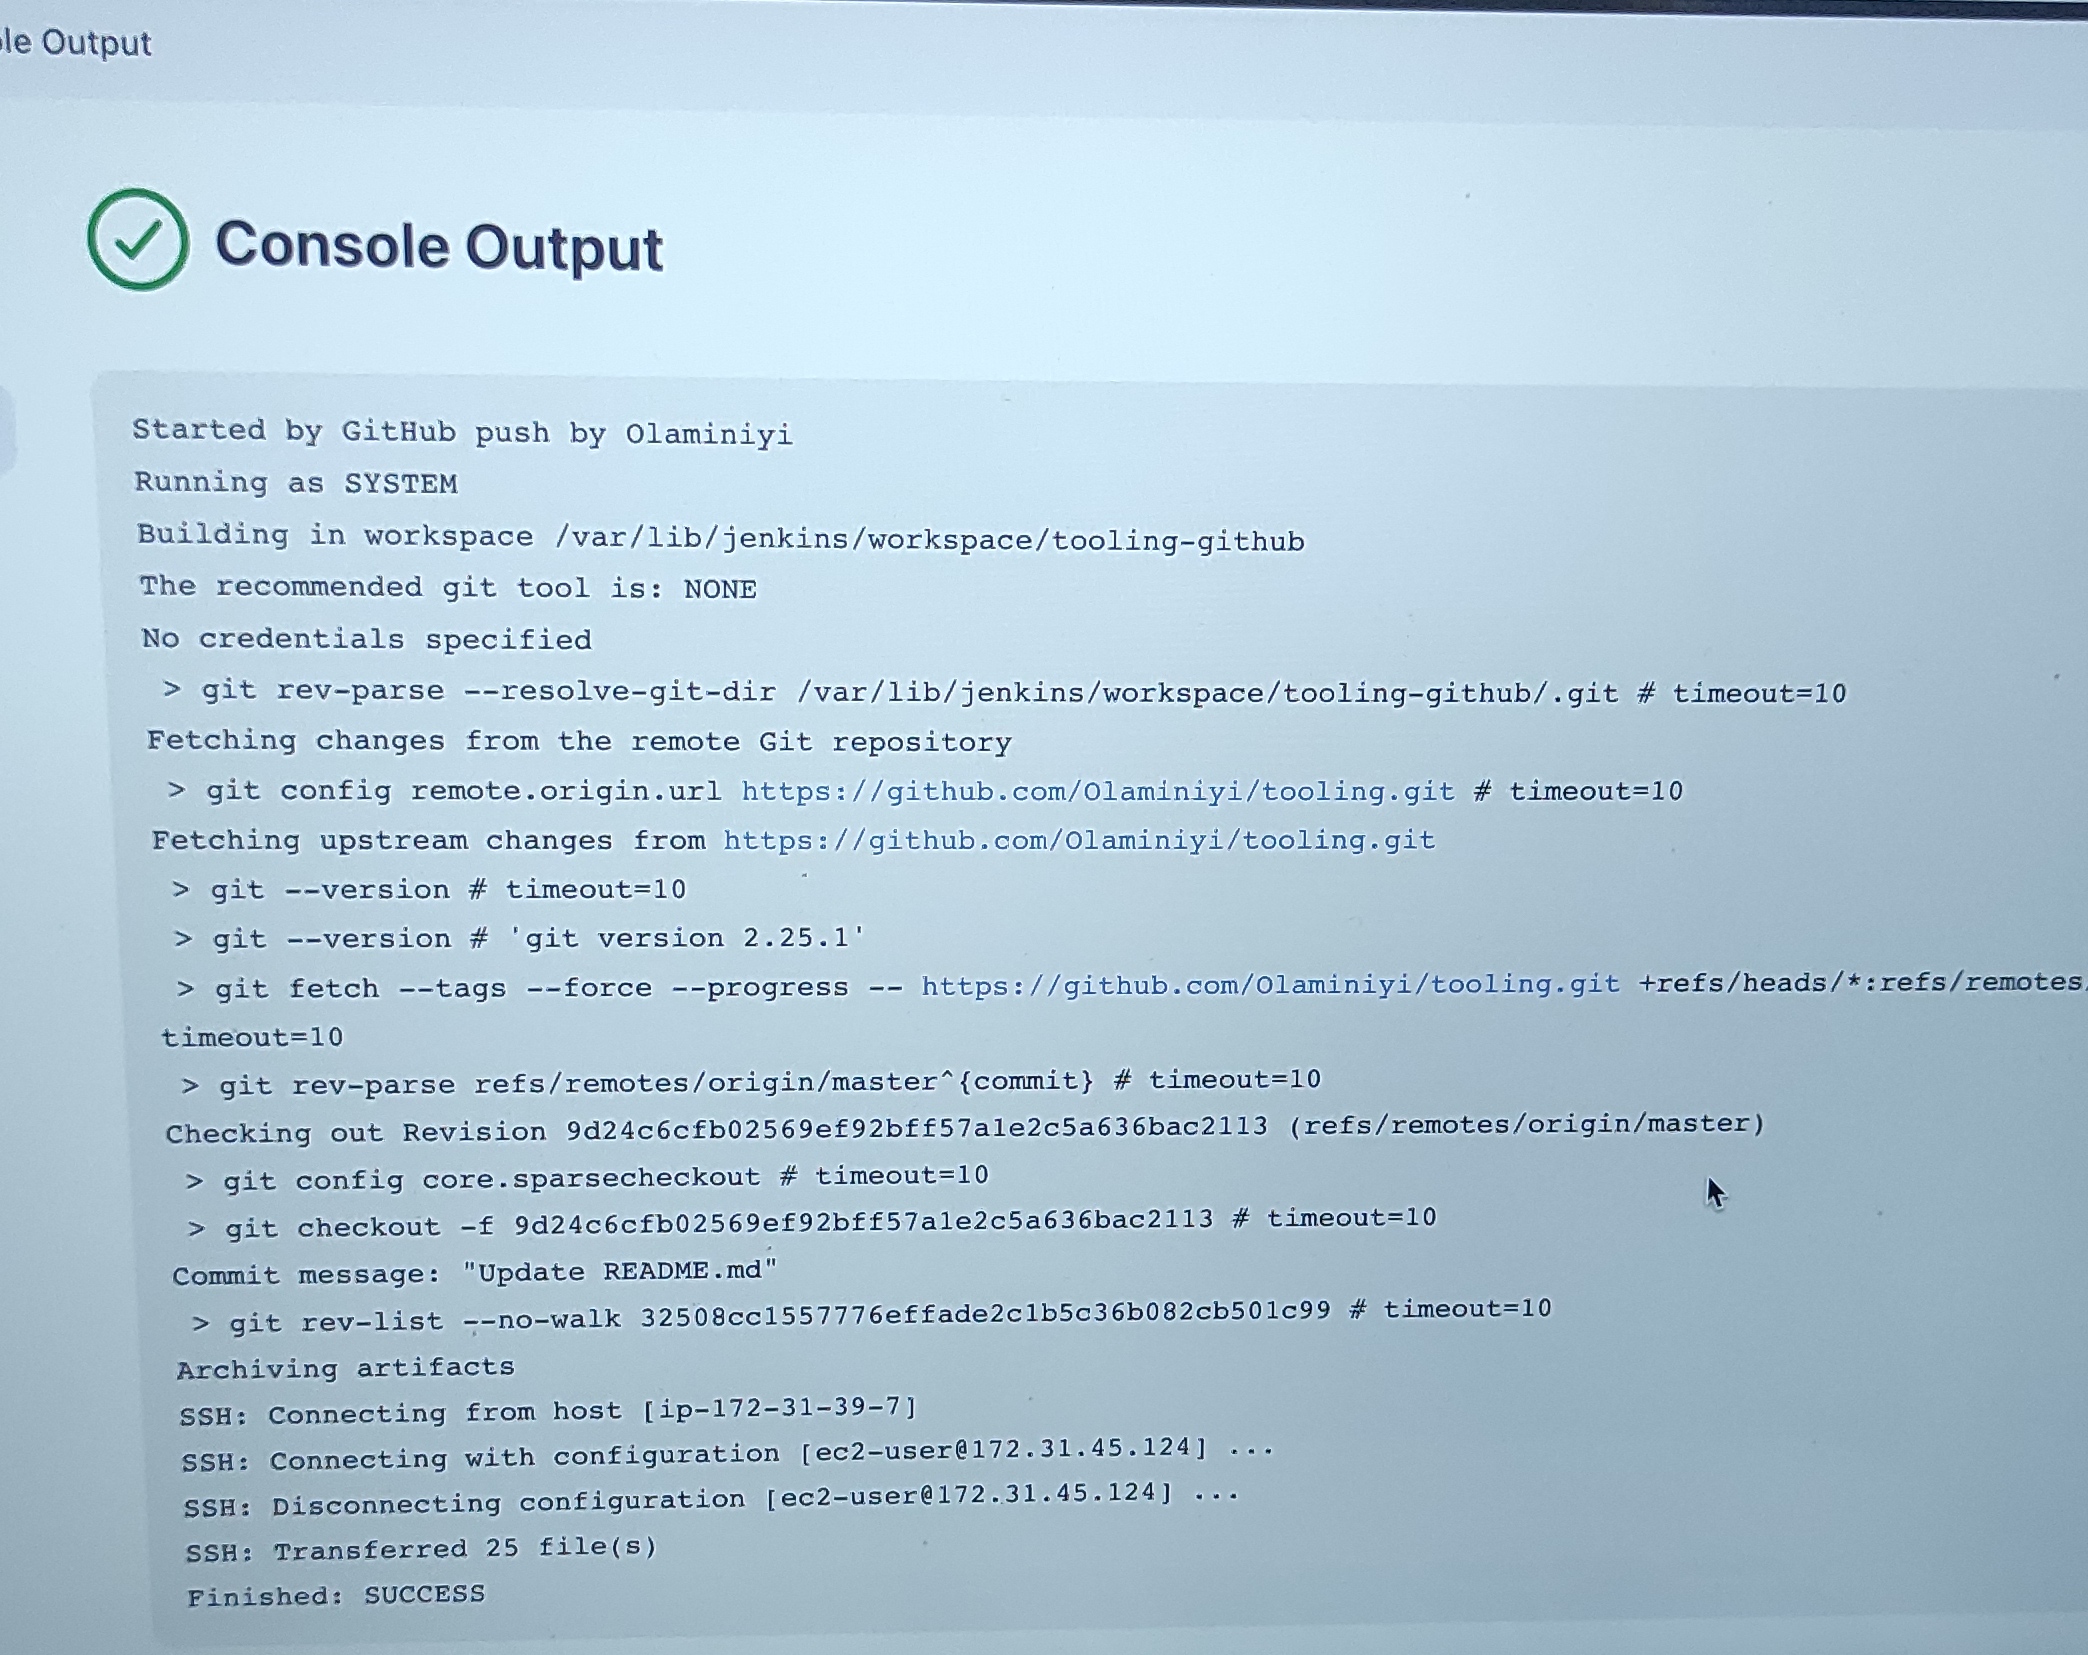 Output
Console Output
Started by GitHub push by Olaminiyi
Running as SYSTEM
Building in workspace /var/lib/jenkins/workspace/tooling-github
The recommended git tool is: NONE
No credentials specified
 > git rev-parse --resolve-git-dir /var/lib/jenkins/workspace/tooling-github/.git # timeout=10
Fetching changes from the remote Git repository
 > git config remote.origin.url https://github.com/Olaminiyi/tooling.git # timeout=10
Fetching upstream changes from https://github.com/Olaminiyi/tooling.git
 > git --version # timeout=10
 > git --version # 'git version 2.25.1'
 > git fetch --tags --force --progress -- https://github.com/Olaminiyi/tooling.git +refs/heads/*:refs/remotes
timeout=10
 > git rev-parse refs/remotes/origin/master^{commit} # timeout=10
Checking out Revision 9d24c6cfb02569ef92bff57a1e2c5a636bac2113 (refs/remotes/origin/master)
 > git config core.sparsecheckout # timeout=10
 > git checkout -f 9d24c6cfb02569ef92bff57a1e2c5a636bac2113 # timeout=10
Commit message: "Update README.md"
 > git rev-list --no-walk 32508cc1557776effade2c1b5c36b082cb501c99 # timeout=10
Archiving artifacts
SSH: Connecting from host [ip-172-31-39-7]
SSH: Connecting with configuration [ec2-user@172.31.45.124] ...
SSH: Disconnecting configuration [ec2-user@172.31.45.124] ...
SSH: Transferred 25 file(s)
Finished: SUCCESS